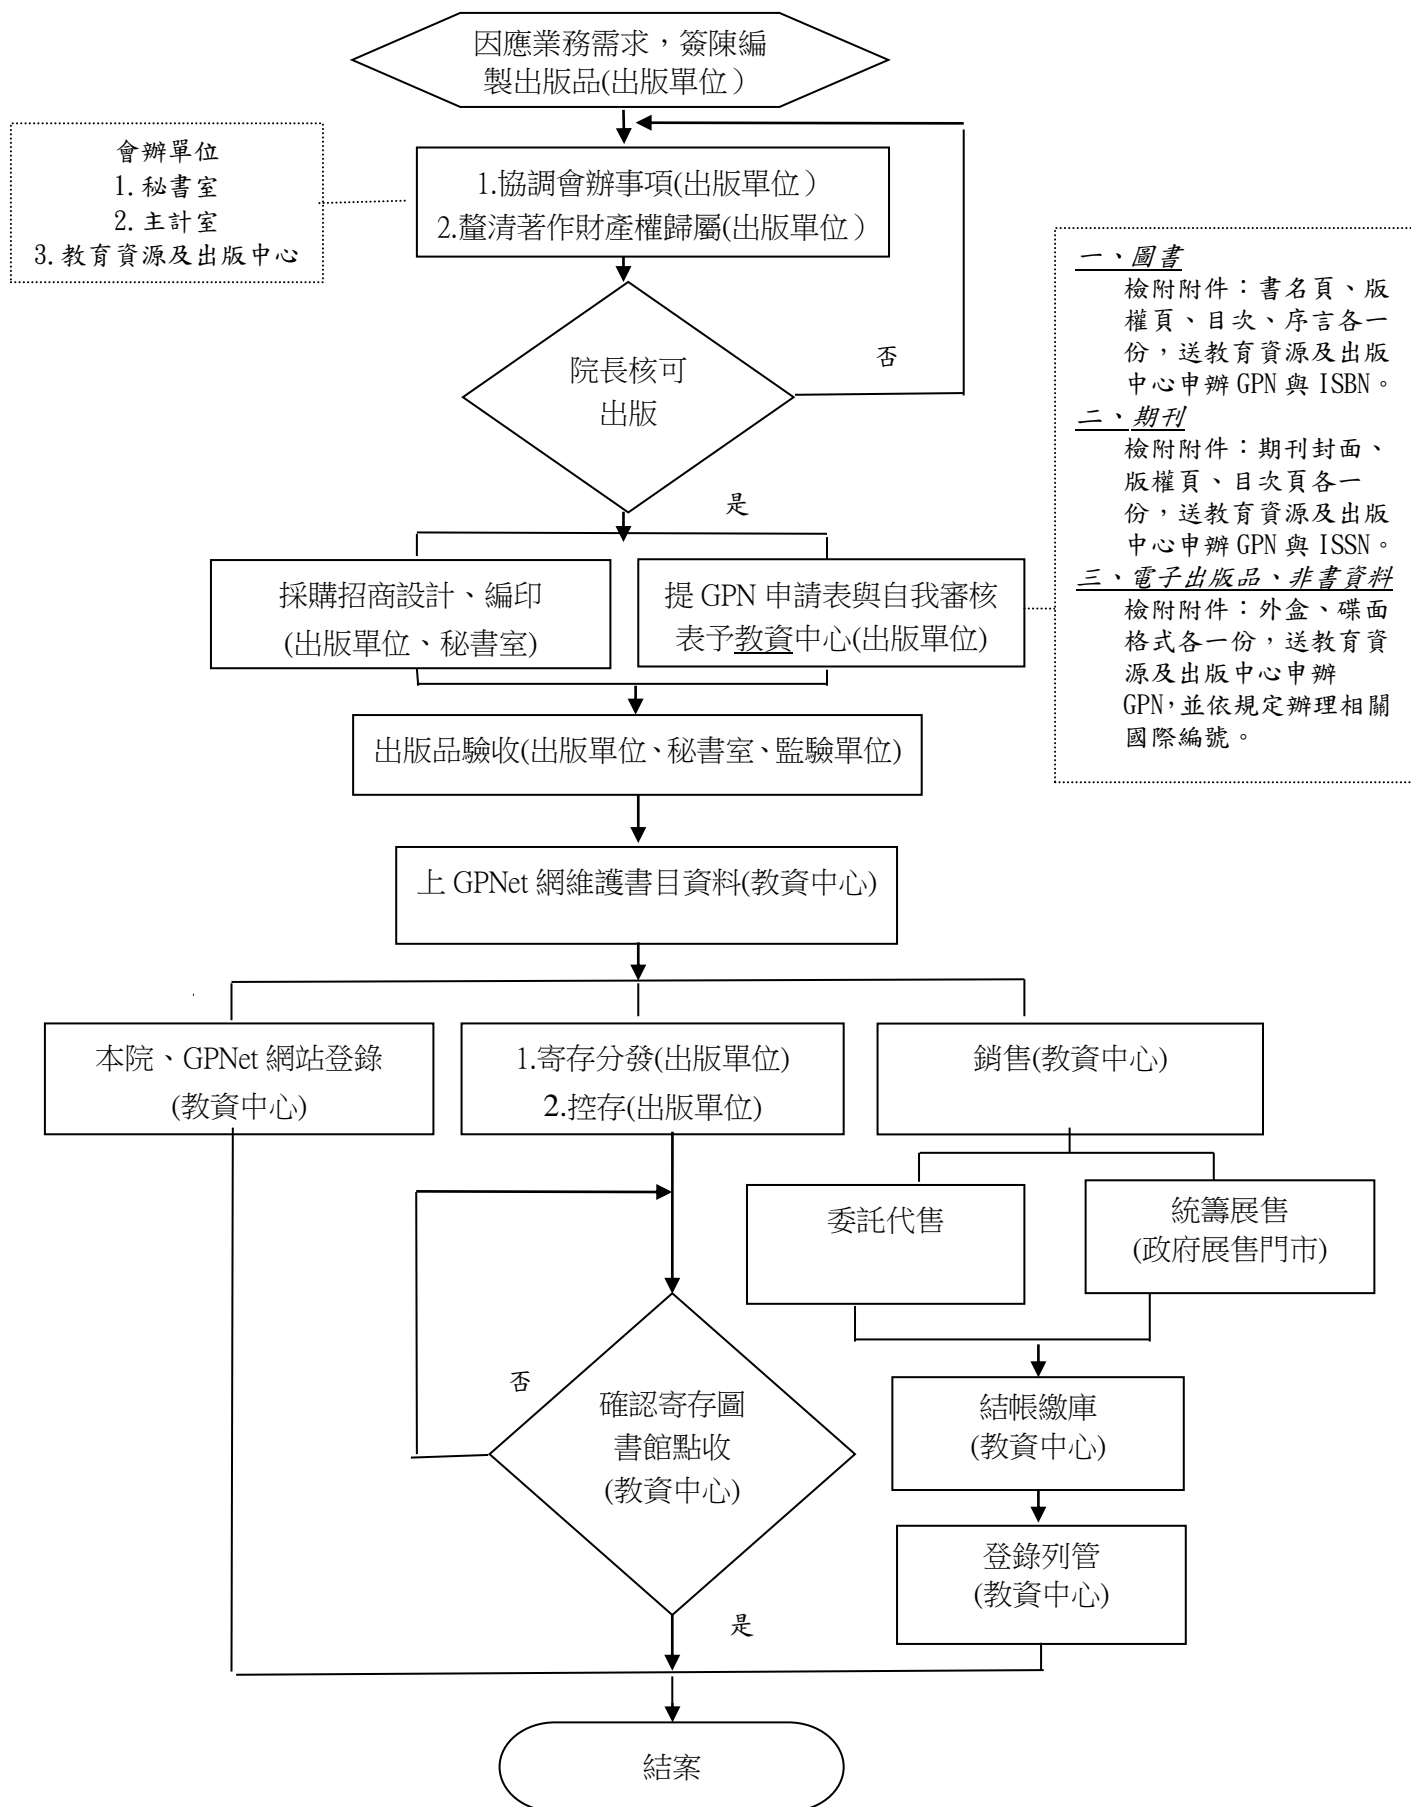 因應業務需求，簽陳編
製出版品(出版單位）
會辦單位
1.秘書室
2.主計室
3.教育資源及出版中心
1.協調會辦事項(出版單位）
2.釐清著作財產權歸屬(出版單位）
一、圖書
檢附附件：書名頁、版
權頁、目次、序言各一
份，送教育資源及出版
中心申辦 GPN 與 ISBN。
二、期刊
檢附附件：期刊封面、
版權頁、目次頁各一
份，送教育資源及出版
中心申辦 GPN 與 ISSN。
三、電子出版品、非書資料
檢附附件：外盒、碟面
格式各一份，送教育資
源及出版中心申辦
GPN，並依規定辦理相關
國際編號。
院長核可
出版
否
是
採購招商設計、編印
(出版單位、秘書室)
提 GPN 申請表與自我審核
表予教資中心(出版單位)
出版品驗收(出版單位、秘書室、監驗單位)
上 GPNet 網維護書目資料(教資中心)
本院、GPNet 網站登錄
(教資中心)
1.寄存分發(出版單位)
2.控存(出版單位)
銷售(教資中心)
委託代售
統籌展售
(政府展售門市)
否
確認寄存圖
書館點收
(教資中心)
是
結帳繳庫
(教資中心)
登錄列管
(教資中心)
結案